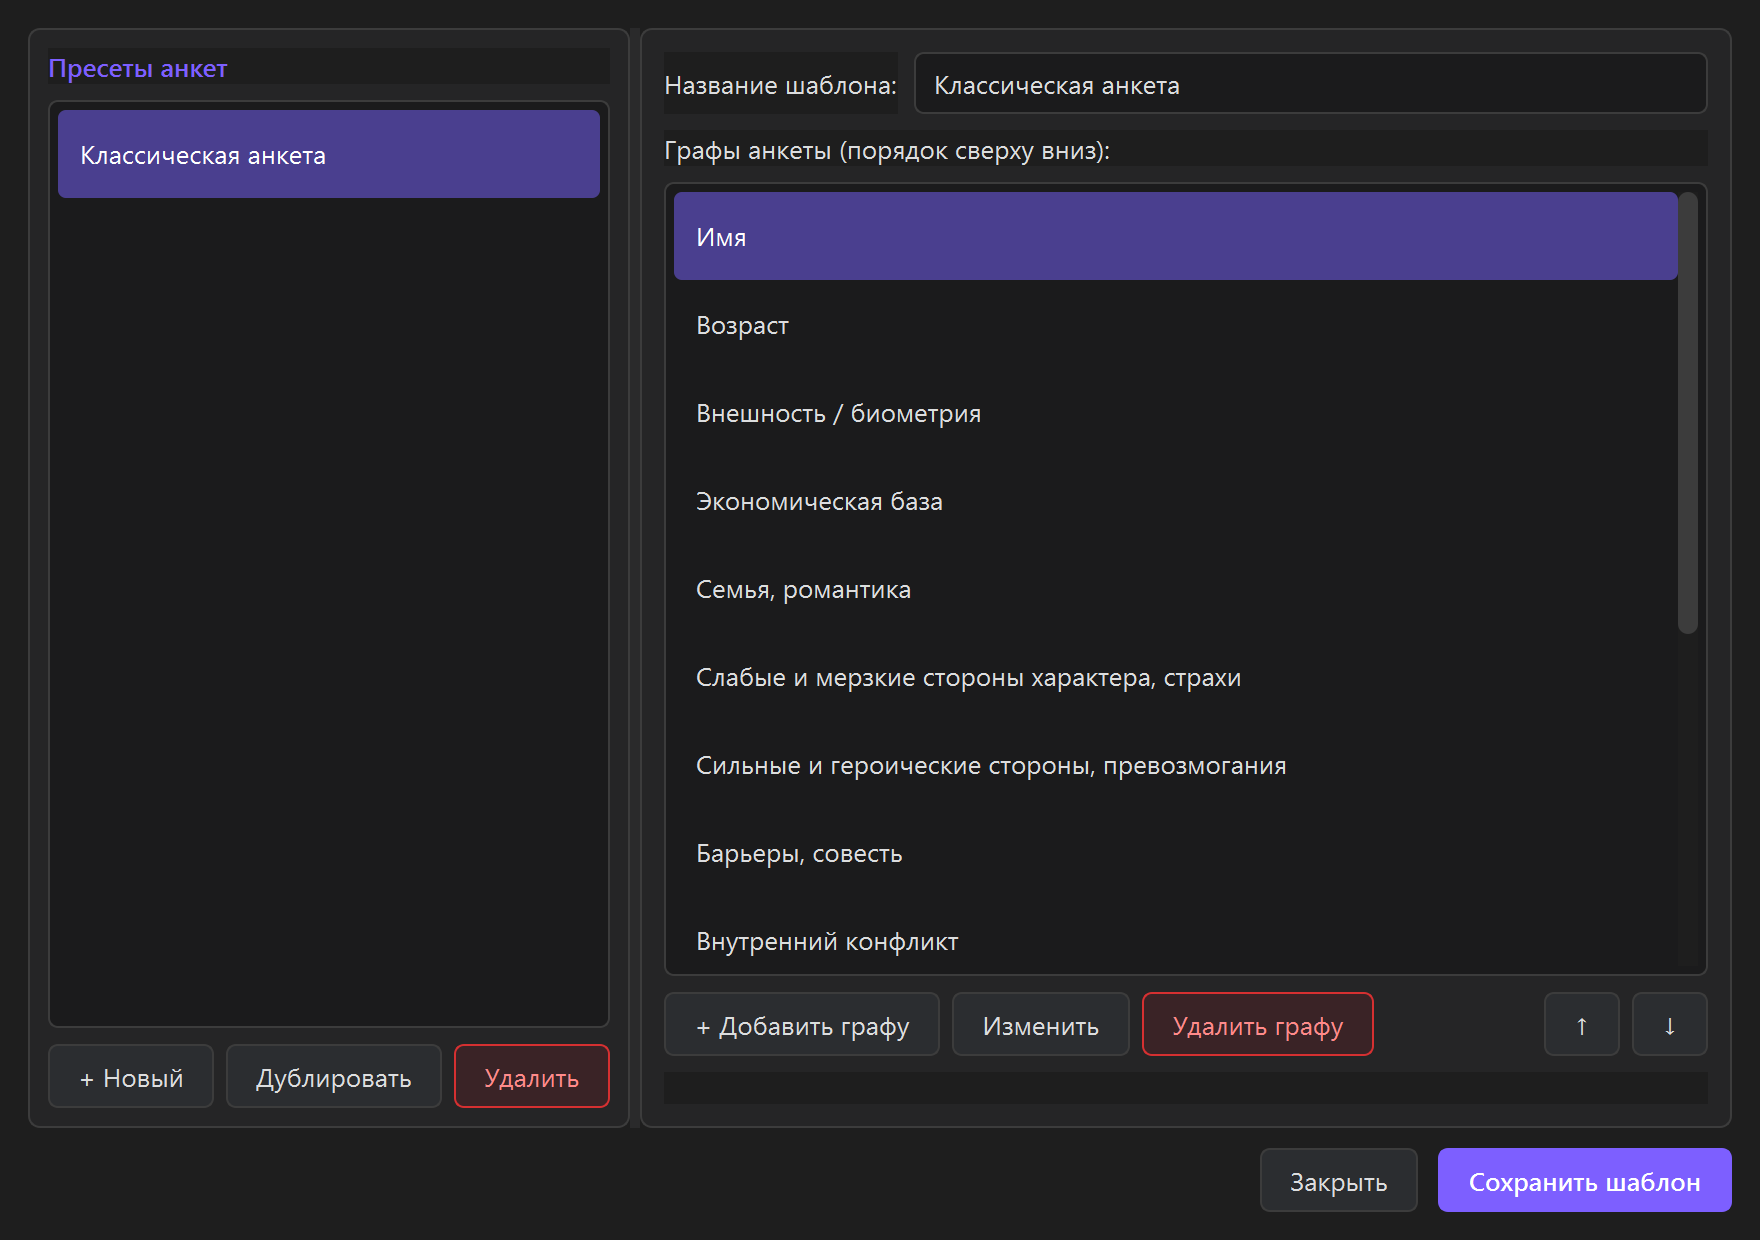 Пресеты анкет
Классическая анкета
+ Новый
Дублировать
Удалить
Название шаблона:
Классическая анкета
Графы анкеты (порядок сверху вниз):
Имя
Возраст
Внешность / биометрия
Экономическая база
Семья, романтика
Слабые и мерзкие стороны характера, страхи
Сильные и героические стороны, превозмогания
Барьеры, совесть
Внутренний конфликт
+ Добавить графу
Изменить
Удалить графу
↑
↓
Закрыть
Сохранить шаблон